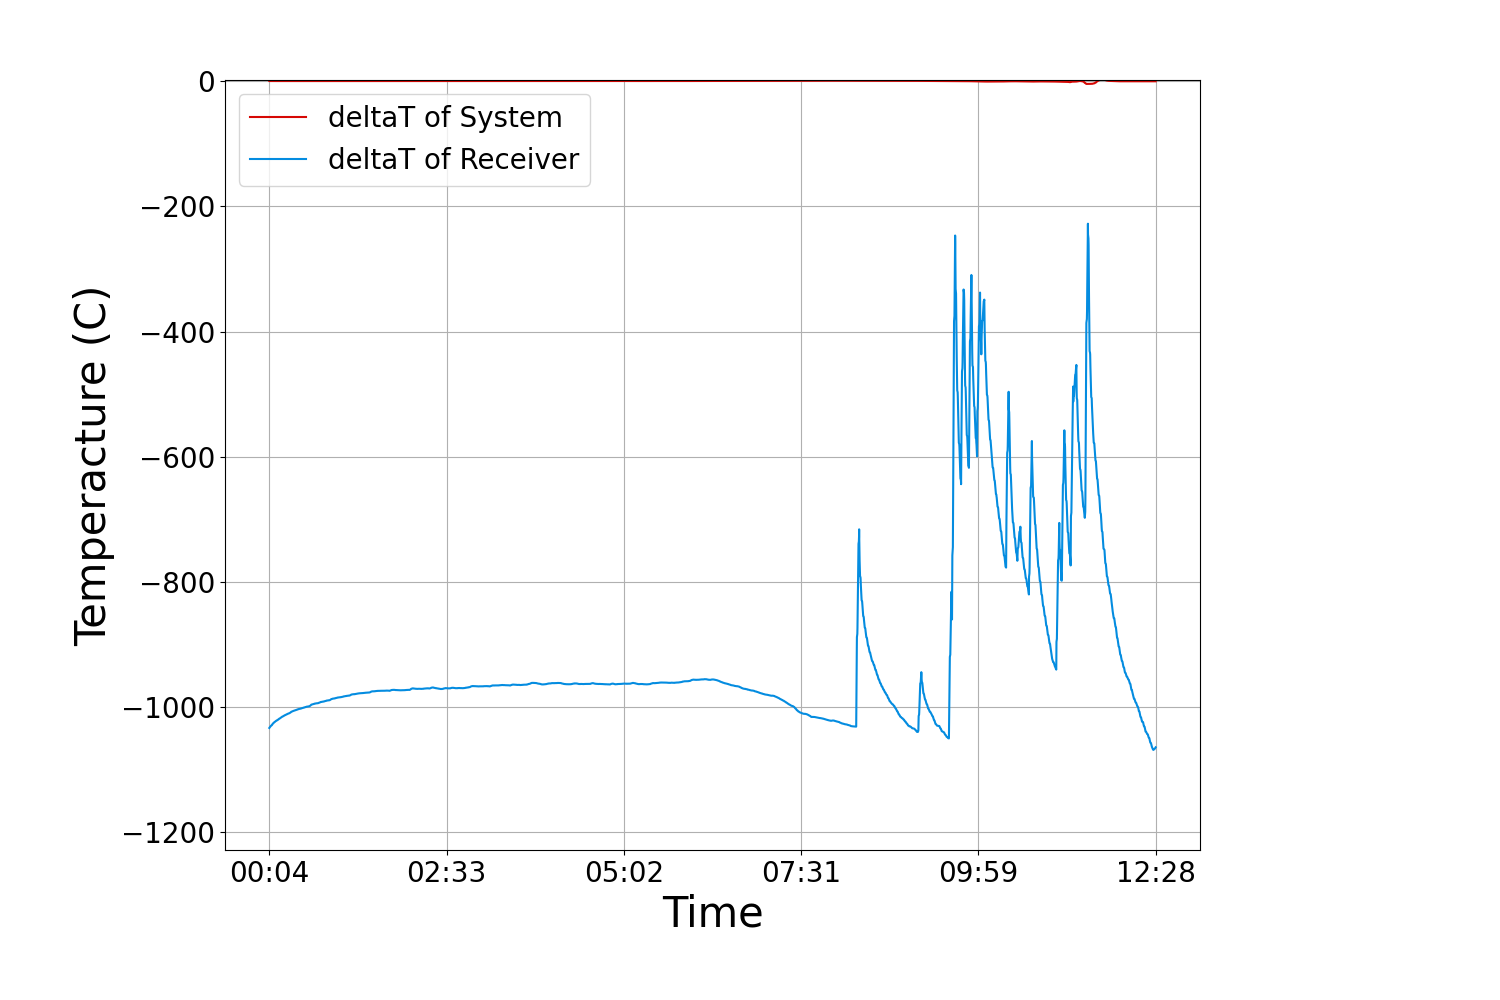 0
−200
−400
−600
−800
−1000
−1200
deltaT of System
deltaT of Receiver
Temperacture (C)
00:04 02:33 05:02 07:31 09:59 12:28
Time